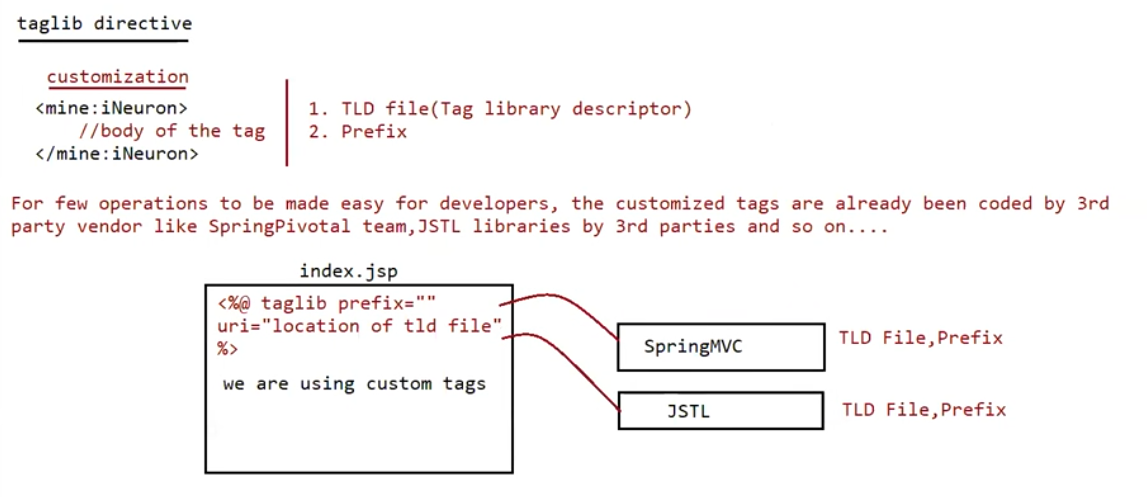 taglib directive
customization
<mine:iNeuron>
//body of the tag
</mine:iNeuron>
1. TLD file(Tag library descriptor)
2. Prefix
For few operations to be made easy for developers, the customized tags are already been coded by 3rd
party vendor like SpringPivotal team,JSTL libraries by 3rd parties and so on....
index.jsp
<%@ taglib prefix=""
uri="location of tld file"
%>
we are using custom tags
SpringMVC
TLD File,Prefix
JSTL
TLD File,Prefix